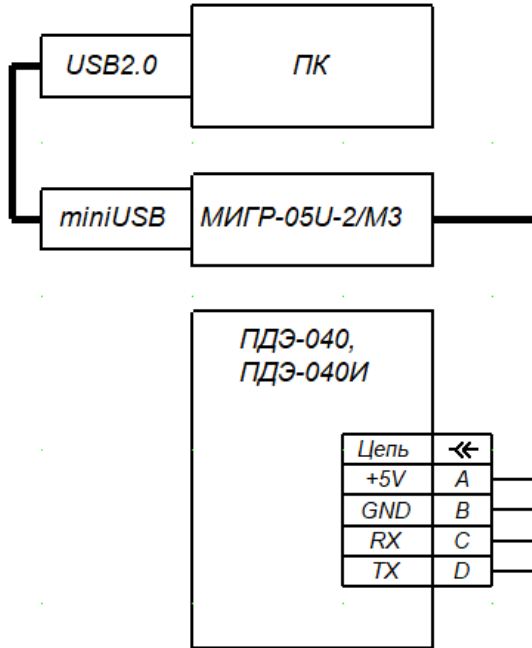 USB2.0 ПК
miniUSB МИГР-05U-2/М3
ПДЭ-040,
ПДЭ-040И
Цепь
+5V A
GND B
RX C
TX D